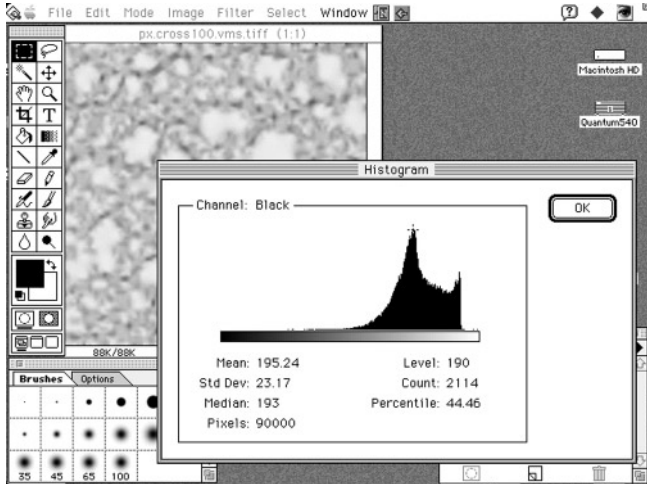 File Edit Mode Image Filter Select Window
px.cross100.vms.tiff (1:1)
Macintosh HD
Quantum540
T
Histogram
Channel: Black
OK
Mean: 195.24
Level: 190
Std Dev: 23.17
Count: 2114
Median: 193
Percentile: 44.46
Pixels: 90000
88K/88K
Brushes Options
35 45 65 100